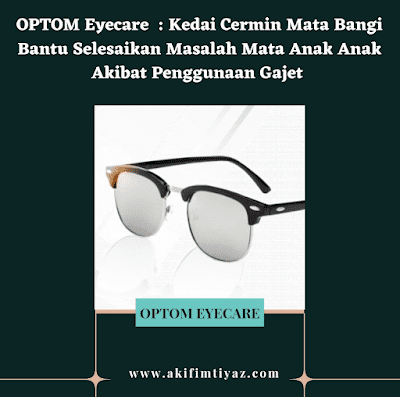 OPTOM Eyecare : Kedai Cermin Mata Bangi
Bantu Selesaikan Masalah Mata Anak Anak
Akibat Penggunaan Gajet
OPTOM EYECARE
www.akifimtiyaz.com